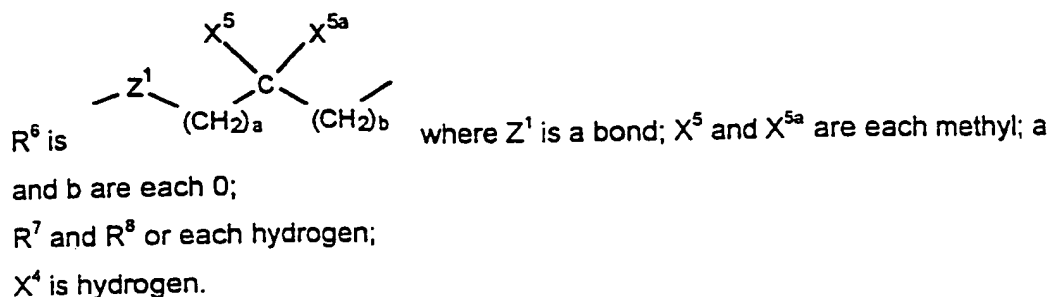 X⁵ X⁵ᵃ
Z¹ C
(CH₂)ₐ (CH₂)b
R⁶ is where Z¹ is a bond; X⁵ and X⁵ᵃ are each methyl; a
and b are each 0;
R⁷ and R⁸ or each hydrogen;
X⁴ is hydrogen.